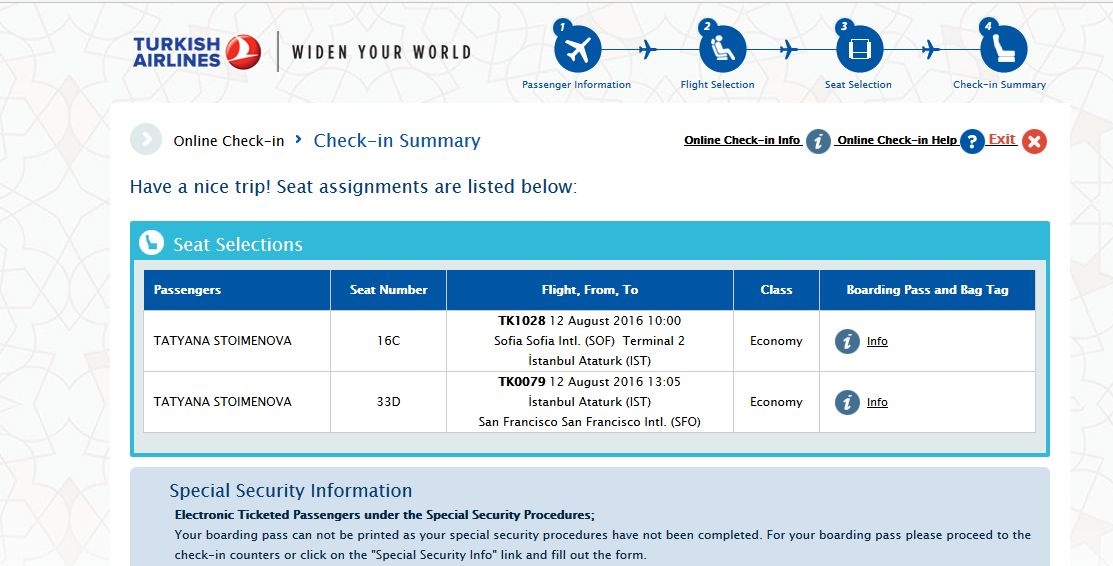 1
2
3
4
TURKISH
AIRLINES
WIDEN YOUR WORLD
Passenger Information
Flight Selection
Seat Selection
Check-in Summary
Online Check-in › Check-in Summary
Online Check-in Info i Online Check-in Help ? Exit
Have a nice trip! Seat assignments are listed below:
Seat Selections
Passengers Seat Number Flight, From, To Class Boarding Pass and Bag Tag
TK1028 12 August 2016 10:00
TATYANA STOIMENOVA 16C Sofia Sofia Intl. (SOF) Terminal 2 Economy i Info
İstanbul Ataturk (IST)
TK0079 12 August 2016 13:05
TATYANA STOIMENOVA 33D İstanbul Ataturk (IST) Economy i Info
San Francisco San Francisco Intl. (SFO)
Special Security Information
Electronic Ticketed Passengers under the Special Security Procedures;
Your boarding pass can not be printed as your special security procedures have not been completed. For your boarding pass please proceed to the
check-in counters or click on the "Special Security Info" link and fill out the form.